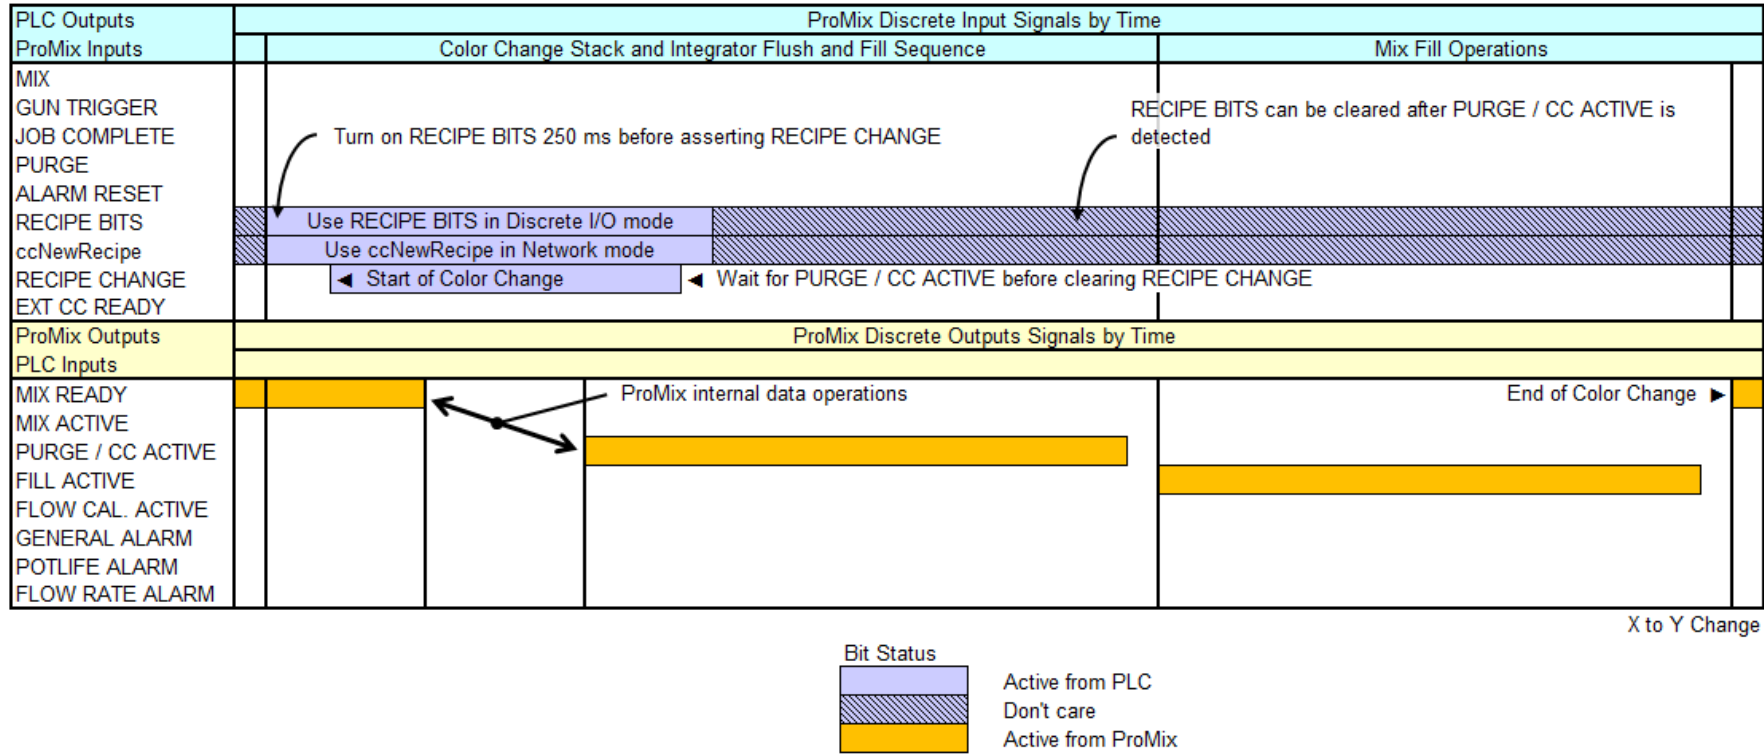 PLC Outputs
ProMix Discrete Input Signals by Time
ProMix Inputs
Color Change Stack and Integrator Flush and Fill Sequence
Mix Fill Operations
MIX
GUN TRIGGER
JOB COMPLETE
PURGE
ALARM RESET
RECIPE BITS
ccNewRecipe
RECIPE CHANGE
EXT CC READY
Turn on RECIPE BITS 250 ms before asserting RECIPE CHANGE
RECIPE BITS can be cleared after PURGE / CC ACTIVE is
detected
Use RECIPE BITS in Discrete I/O mode
Use ccNewRecipe in Network mode
◄ Start of Color Change
◄ Wait for PURGE / CC ACTIVE before clearing RECIPE CHANGE
ProMix Outputs
ProMix Discrete Outputs Signals by Time
PLC Inputs
MIX READY
MIX ACTIVE
PURGE / CC ACTIVE
FILL ACTIVE
FLOW CAL. ACTIVE
GENERAL ALARM
POTLIFE ALARM
FLOW RATE ALARM
ProMix internal data operations
End of Color Change ►
X to Y Change
Bit Status
Active from PLC
Don't care
Active from ProMix